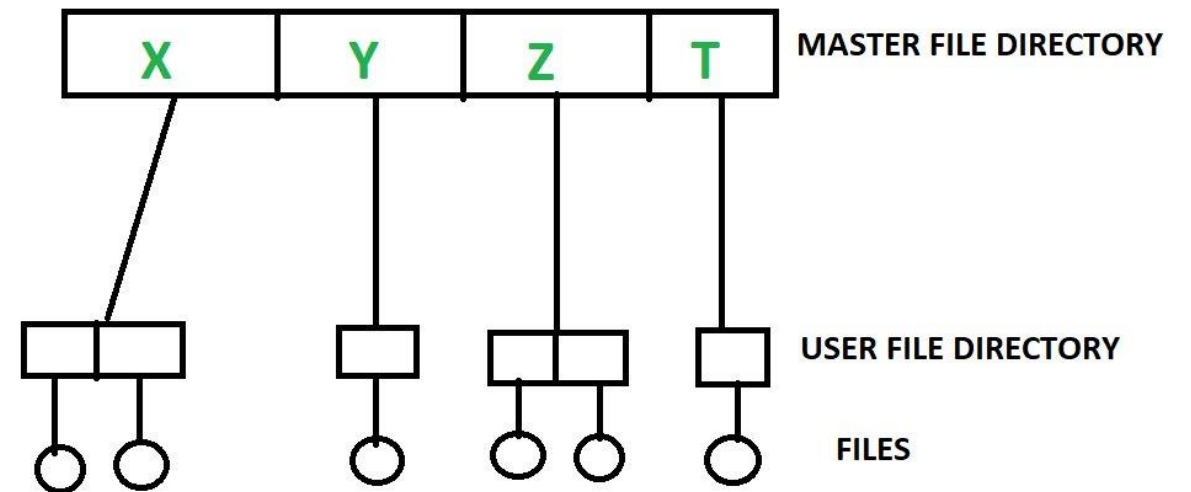 X Y Z T
MASTER FILE DIRECTORY
USER FILE DIRECTORY
FILES